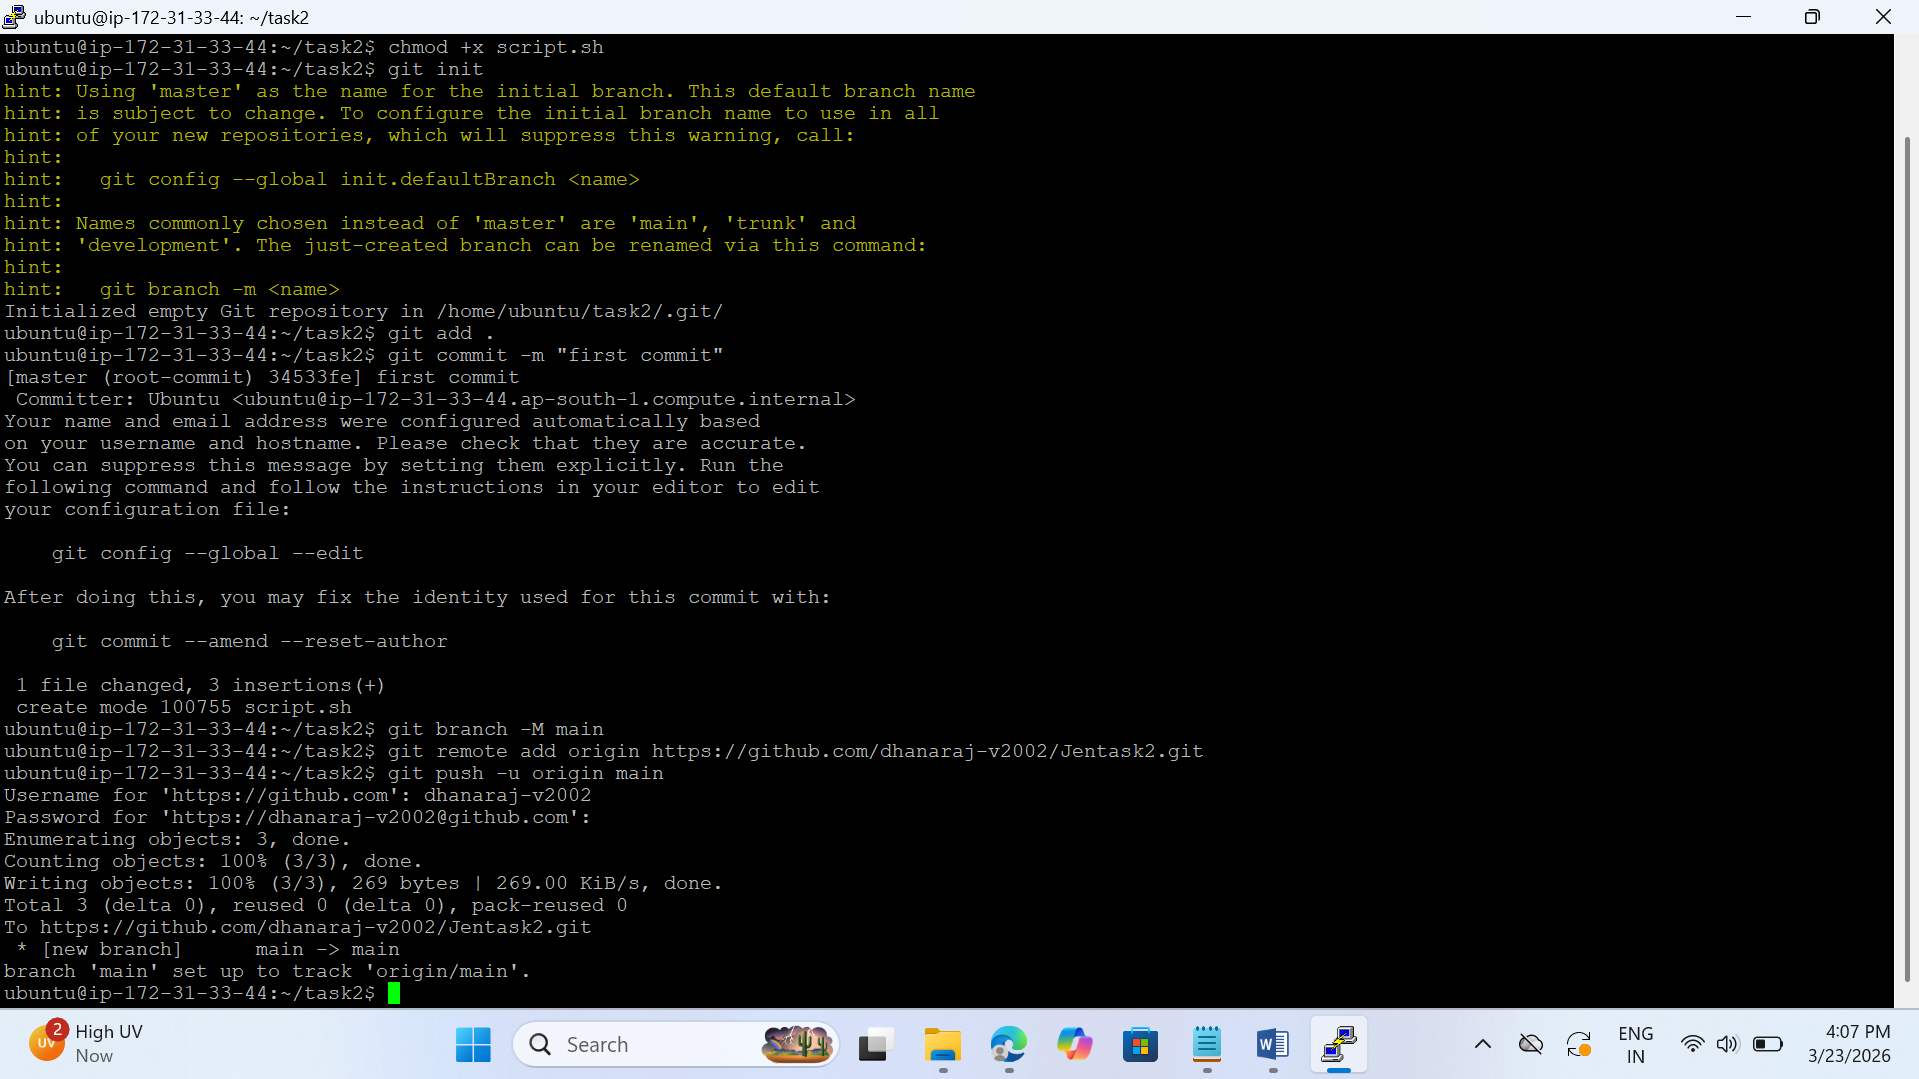 ubuntu@ip-172-31-33-44: ~/task2
ubuntu@ip-172-31-33-44:~/task2$ chmod +x script.sh
ubuntu@ip-172-31-33-44:~/task2$ git init
hint: Using 'master' as the name for the initial branch. This default branch name
hint: is subject to change. To configure the initial branch name to use in all
hint: of your new repositories, which will suppress this warning, call:
hint:
hint:   git config --global init.defaultBranch <name>
hint:
hint: Names commonly chosen instead of 'master' are 'main', 'trunk' and
hint: 'development'. The just-created branch can be renamed via this command:
hint:
hint:   git branch -m <name>
Initialized empty Git repository in /home/ubuntu/task2/.git/
ubuntu@ip-172-31-33-44:~/task2$ git add .
ubuntu@ip-172-31-33-44:~/task2$ git commit -m "first commit"
[master (root-commit) 34533fe] first commit
 Committer: Ubuntu <ubuntu@ip-172-31-33-44.ap-south-1.compute.internal>
Your name and email address were configured automatically based
on your username and hostname. Please check that they are accurate.
You can suppress this message by setting them explicitly. Run the
following command and follow the instructions in your editor to edit
your configuration file:
    git config --global --edit
After doing this, you may fix the identity used for this commit with:
    git commit --amend --reset-author
 1 file changed, 3 insertions(+)
 create mode 100755 script.sh
ubuntu@ip-172-31-33-44:~/task2$ git branch -M main
ubuntu@ip-172-31-33-44:~/task2$ git remote add origin https://github.com/dhanaraj-v2002/Jentask2.git
ubuntu@ip-172-31-33-44:~/task2$ git push -u origin main
Username for 'https://github.com': dhanaraj-v2002
Password for 'https://dhanaraj-v2002@github.com':
Enumerating objects: 3, done.
Counting objects: 100% (3/3), done.
Writing objects: 100% (3/3), 269 bytes | 269.00 KiB/s, done.
Total 3 (delta 0), reused 0 (delta 0), pack-reused 0
To https://github.com/dhanaraj-v2002/Jentask2.git
 * [new branch]      main -> main
branch 'main' set up to track 'origin/main'.
ubuntu@ip-172-31-33-44:~/task2$
UV 2 High UV
Now
Search
W
ENG
IN
4:07 PM
3/23/2026